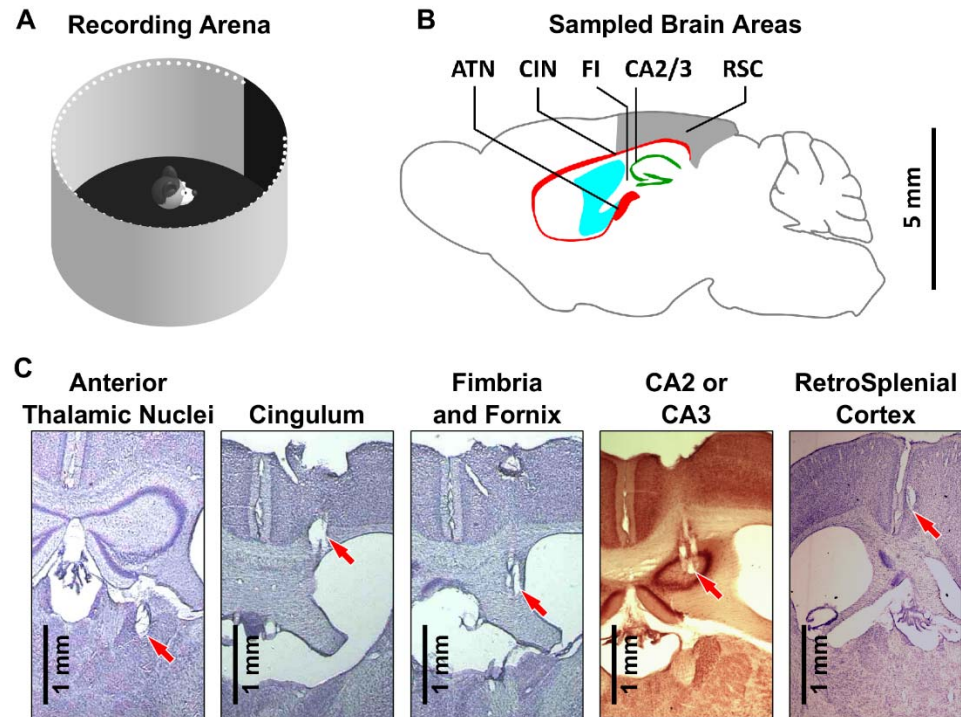 A
Recording Arena
B
Sampled Brain Areas
ATN CIN FI CA2/3 RSC
5 mm
C
Anterior
Thalamic Nuclei
Cingulum
Fimbria
and Fornix
CA2 or
CA3
RetroSplenial
Cortex
1 mm
1 mm
1 mm
1 mm
1 mm